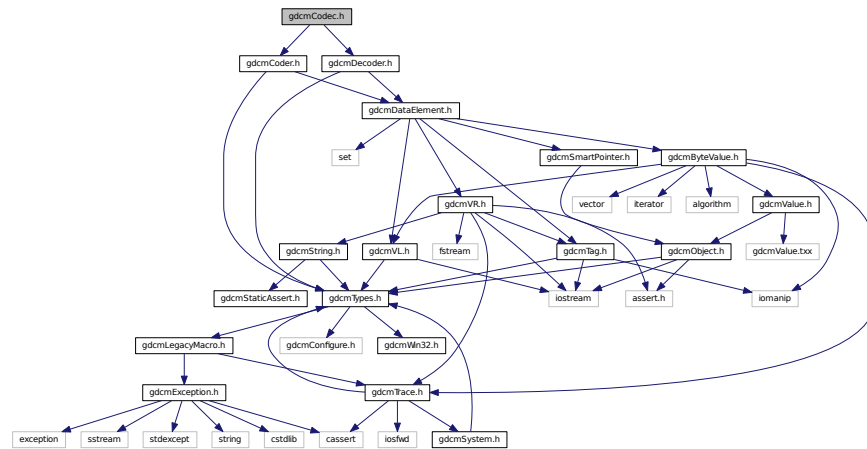 gdcmCodec.h
gdcmCoder.h
gdcmDecoder.h
gdcmDataElement.h
set
gdcmSmartPointer.h
gdcmByteValue.h
gdcmVR.h
vector
iterator
algorithm
gdcmValue.h
gdcmString.h
gdcmVL.h
fstream
gdcmTag.h
gdcmObject.h
gdcmValue.txx
gdcmStaticAssert.h
gdcmTypes.h
iostream
assert.h
iomanip
gdcmLegacyMacro.h
gdcmConfigure.h
gdcmWin32.h
gdcmException.h
gdcmTrace.h
exception
sstream
stdexcept
string
cstdlib
cassert
iosfwd
gdcmSystem.h